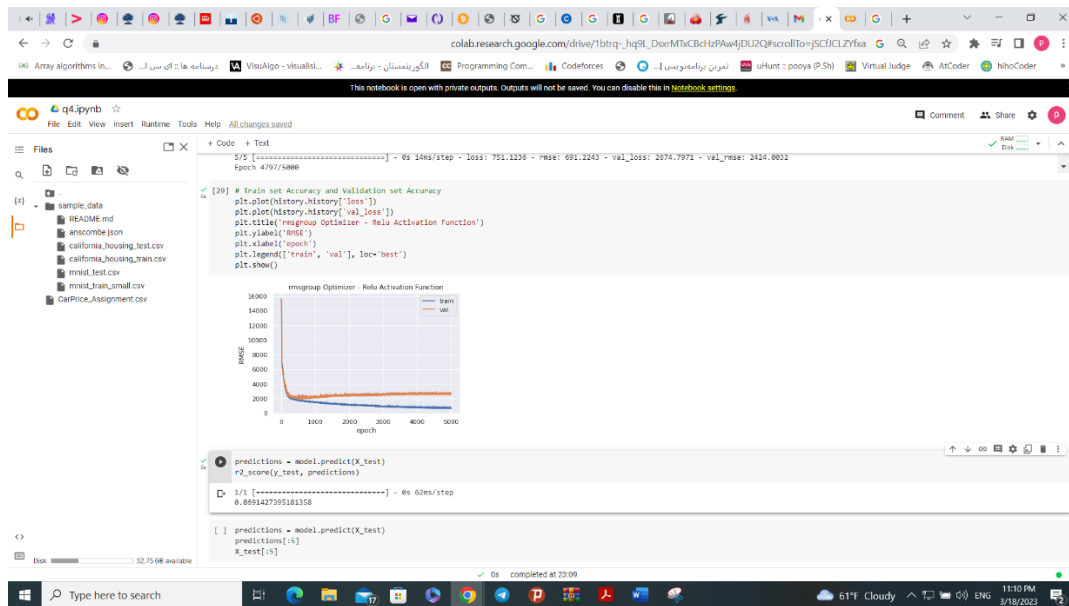 colab.research.google.com/drive/1btrq-_hq9L_DsxrMTxCBcHzPAw4jDU2Q#scrollTo=jSCfJCLZYfxa
Array algorithms in...
درسنامه ها :: ای سی ا...
VisuAlgo - visualisi...
الگوریتمستان - برنامه...
Programming Com...
Codeforces
تمرین برنامه‌نویسی |...
uHunt :: pooya (P.Sh)
Virtual Judge
AtCoder
hihoCoder
This notebook is open with private outputs. Outputs will not be saved. You can disable this in Notebook settings.
q4.ipynb
Comment
Share
File Edit View Insert Runtime Tools Help All changes saved
Files
+ Code + Text
RAM
Disk
5/5 [==============================] - 0s 14ms/step - loss: 751.1236 - rmse: 691.2243 - val_loss: 2674.7971 - val_rmse: 2424.0032
Epoch 4797/5000
..
sample_data
README.md
anscombe.json
california_housing_test.csv
california_housing_train.csv
mnist_test.csv
mnist_train_small.csv
CarPrice_Assignment.csv
[29] # Train set Accuracy and Validation set Accuracy
plt.plot(history.history['loss'])
plt.plot(history.history['val_loss'])
plt.title('rmsgroup Optimizer - Relu Activation Function')
plt.ylabel('RMSE')
plt.xlabel('epoch')
plt.legend(['train', 'val'], loc='best')
plt.show()
rmsgroup Optimizer - Relu Activation Function
train
val
16000
14000
12000
10000
8000
6000
4000
2000
0
RMSE
0 1000 2000 3000 4000 5000
epoch
predictions = model.predict(X_test)
r2_score(y_test, predictions)
1/1 [==============================] - 0s 62ms/step
0.8691427395181358
[ ] predictions = model.predict(X_test)
predictions[:5]
X_test[:5]
Disk
52.75 GB available
0s completed at 23:09
Type here to search
61°F Cloudy
ENG
11:10 PM
3/18/2023